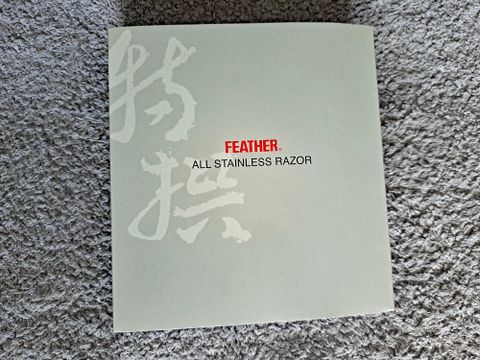 特撰
FEATHER®
ALL STAINLESS RAZOR